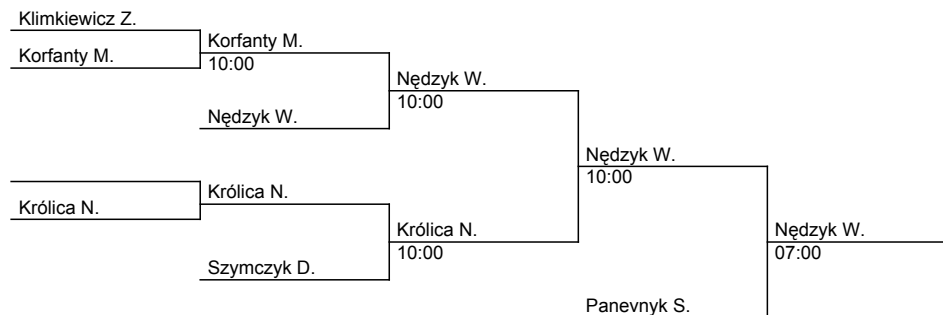 Klimkiewicz Z.
Korfanty M.
Korfanty M.
10:00
Nędzyk W.
10:00
Nędzyk W.
Nędzyk W.
10:00
Królica N.
Królica N.
Królica N.
10:00
Nędzyk W.
07:00
Szymczyk D.
Panevnyk S.